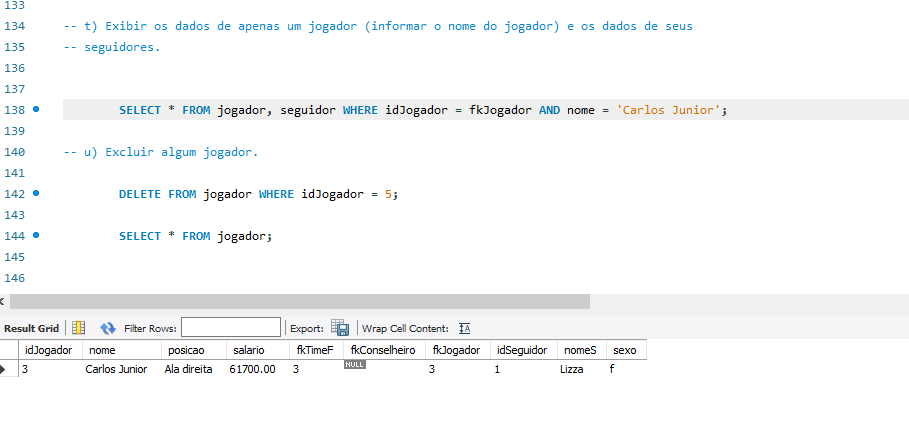 133
134 -- t) Exibir os dados de apenas um jogador (informar o nome do jogador) e os dados de seus
135 -- seguidores.
136
137
138 SELECT * FROM jogador, seguidor WHERE idJogador = fkJogador AND nome = 'Carlos Junior';
139
140 -- u) Excluir algum jogador.
141
142 DELETE FROM jogador WHERE idJogador = 5;
143
144 SELECT * FROM jogador;
145
146
Result Grid Filter Rows: Export: Wrap Cell Content:
idJogador nome posicao salario fkTimeF fkConselheiro fkJogador idSeguidor nomeS sexo
3 Carlos Junior Ala direita 61700.00 3 NULL 3 1 Lizza f